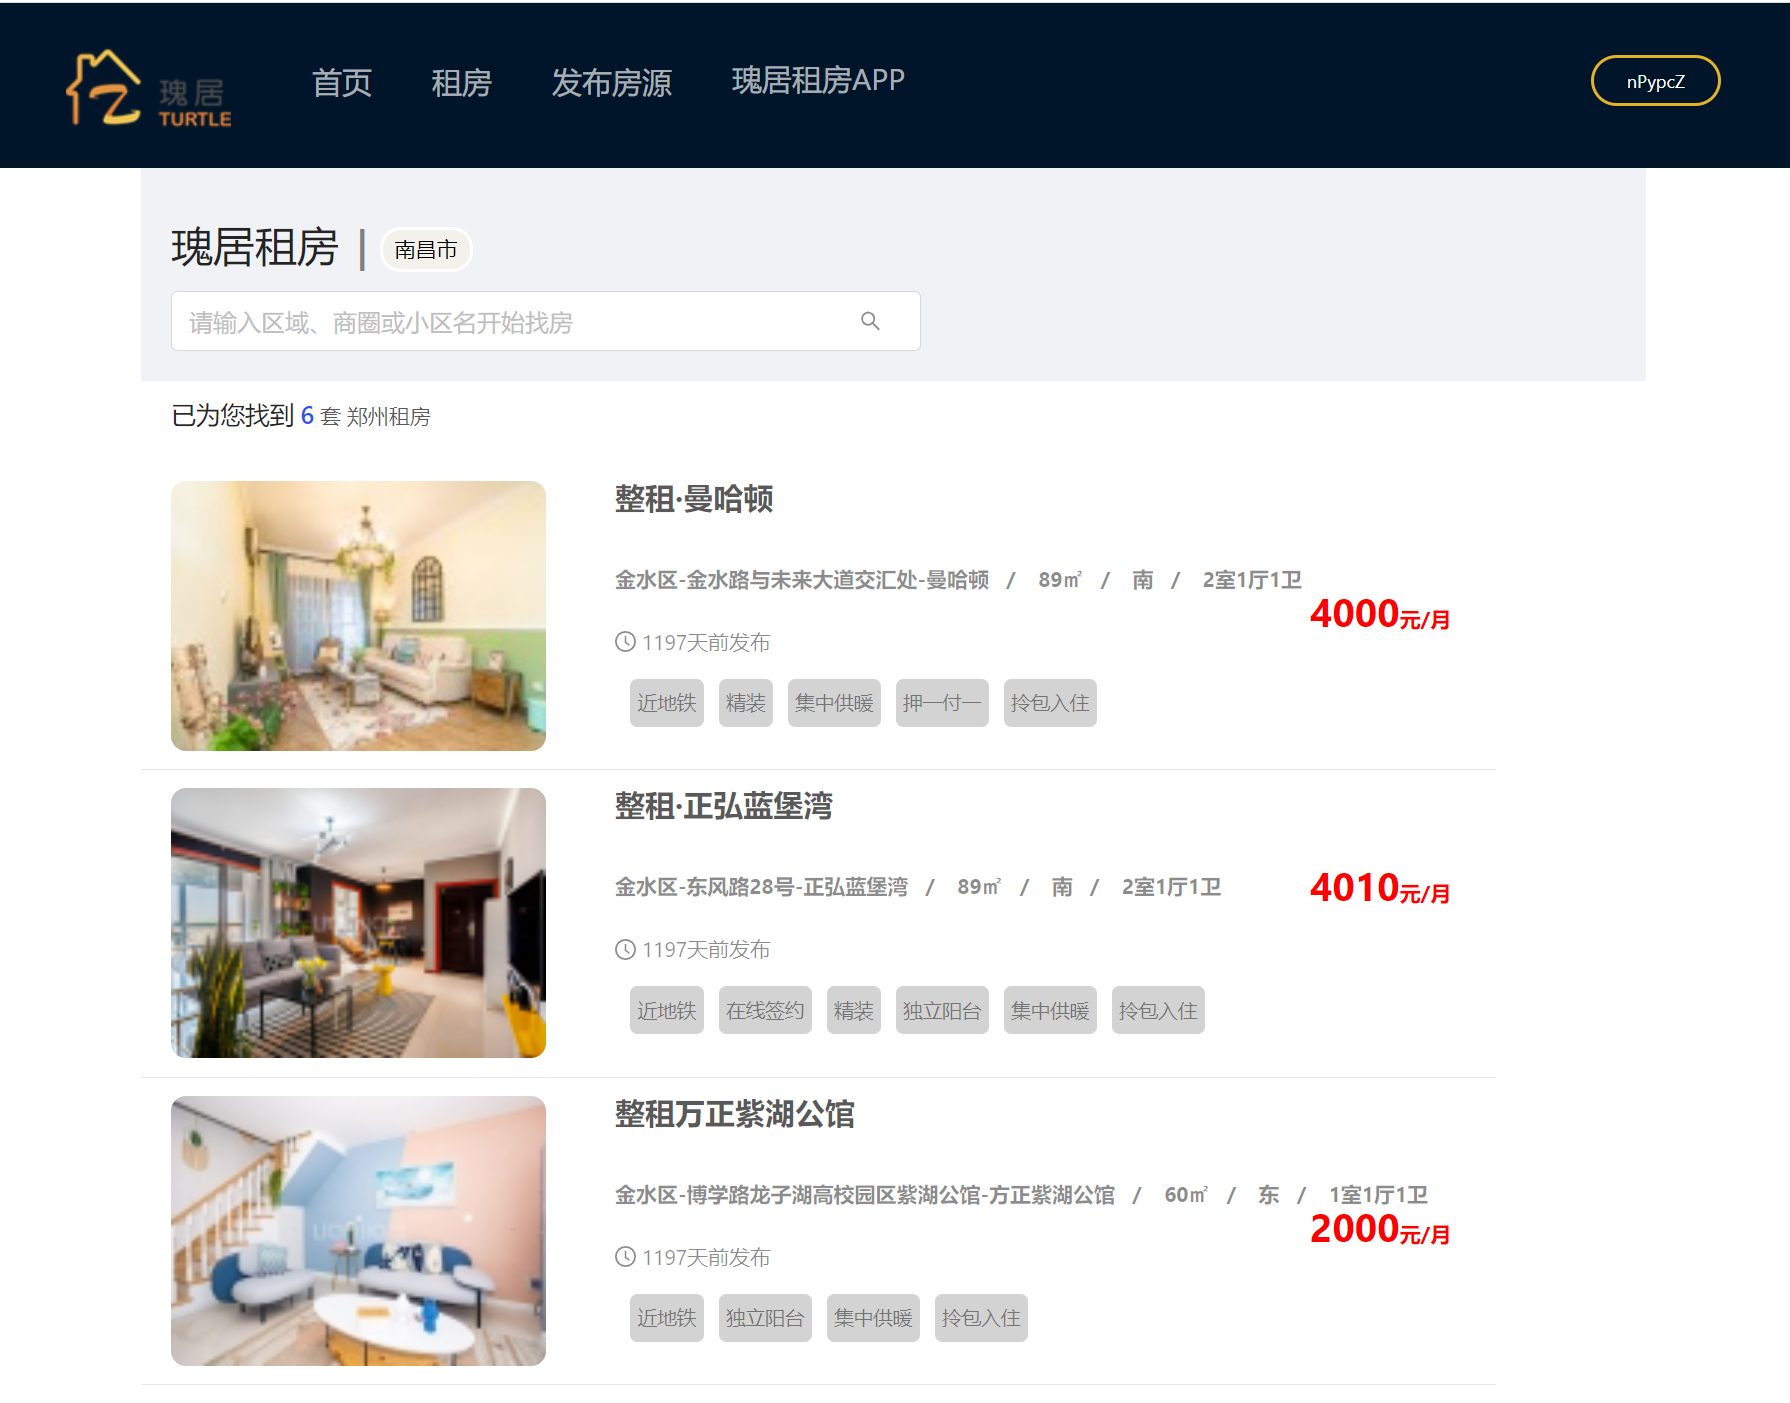 瑰居
TURTLE
首页 租房 发布房源 瑰居租房APP
nPypcZ
瑰居租房 | 南昌市
请输入区域、商圈或小区名开始找房
已为您找到 6 套 郑州租房
整租·曼哈顿
金水区-金水路与未来大道交汇处-曼哈顿 / 89㎡ / 南 / 2室1厅1卫
4000元/月
1197天前发布
近地铁 精装 集中供暖 押一付一 拎包入住
整租·正弘蓝堡湾
金水区-东风路28号-正弘蓝堡湾 / 89㎡ / 南 / 2室1厅1卫
4010元/月
1197天前发布
近地铁 在线签约 精装 独立阳台 集中供暖 拎包入住
整租万正紫湖公馆
金水区-博学路龙子湖高校园区紫湖公馆-方正紫湖公馆 / 60㎡ / 东 / 1室1厅1卫
2000元/月
1197天前发布
近地铁 独立阳台 集中供暖 拎包入住